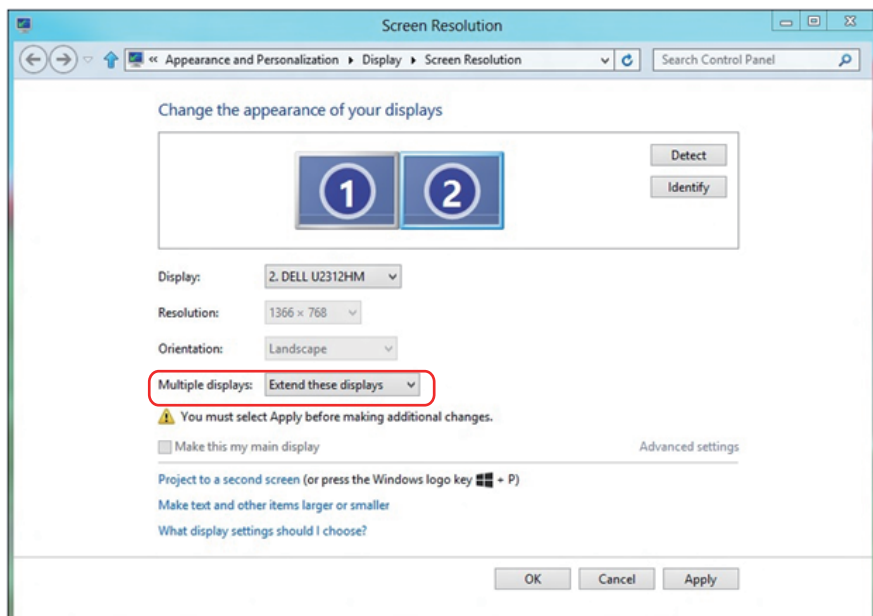 Screen Resolution
« Appearance and Personalization ▸ Display ▸ Screen Resolution
Search Control Panel
Change the appearance of your displays
1 2
Detect
Identify
Display: 2. DELL U2312HM
Resolution: 1366 × 768
Orientation: Landscape
Multiple displays: Extend these displays
You must select Apply before making additional changes.
Make this my main display
Advanced settings
Project to a second screen (or press the Windows logo key + P)
Make text and other items larger or smaller
What display settings should I choose?
OK Cancel Apply